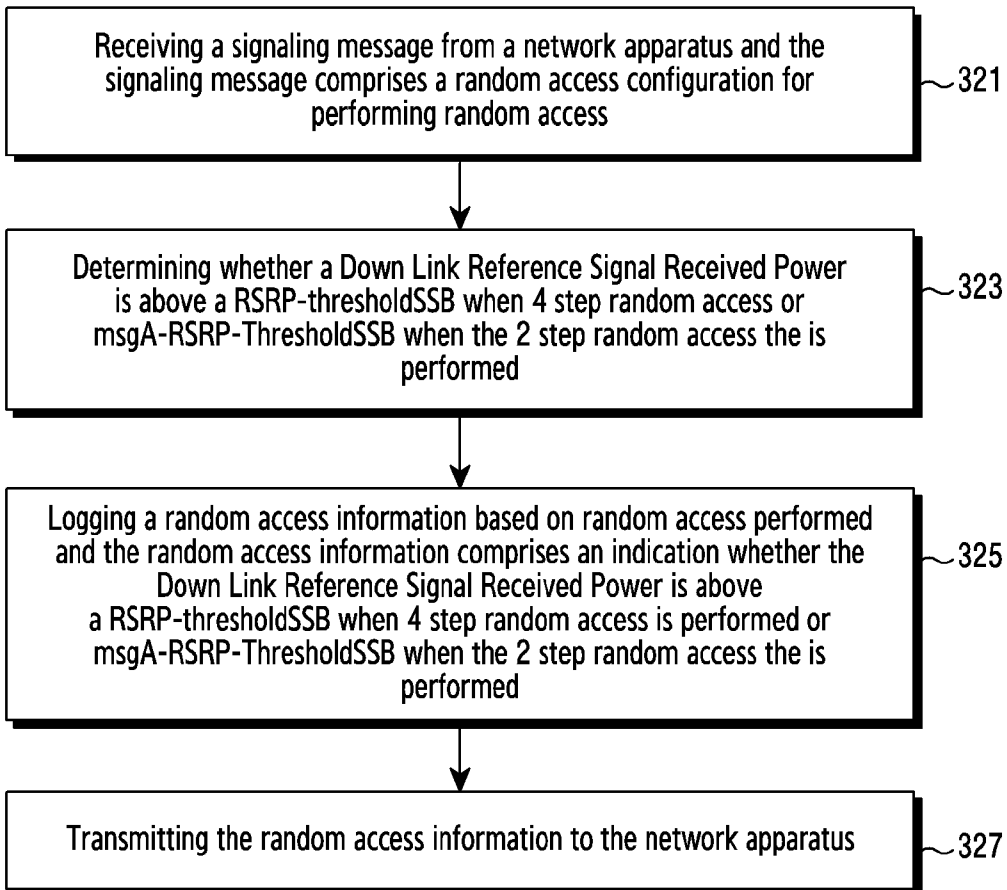 Receiving a signaling message from a network apparatus and the
signaling message comprises a random access configuration for
performing random access
321
Determining whether a Down Link Reference Signal Received Power
is above a RSRP-thresholdSSB when 4 step random access or
msgA-RSRP-ThresholdSSB when the 2 step random access the is
performed
323
Logging a random access information based on random access performed
and the random access information comprises an indication whether the
Down Link Reference Signal Received Power is above
a RSRP-thresholdSSB when 4 step random access is performed or
msgA-RSRP-ThresholdSSB when the 2 step random access the is
performed
325
Transmitting the random access information to the network apparatus
327